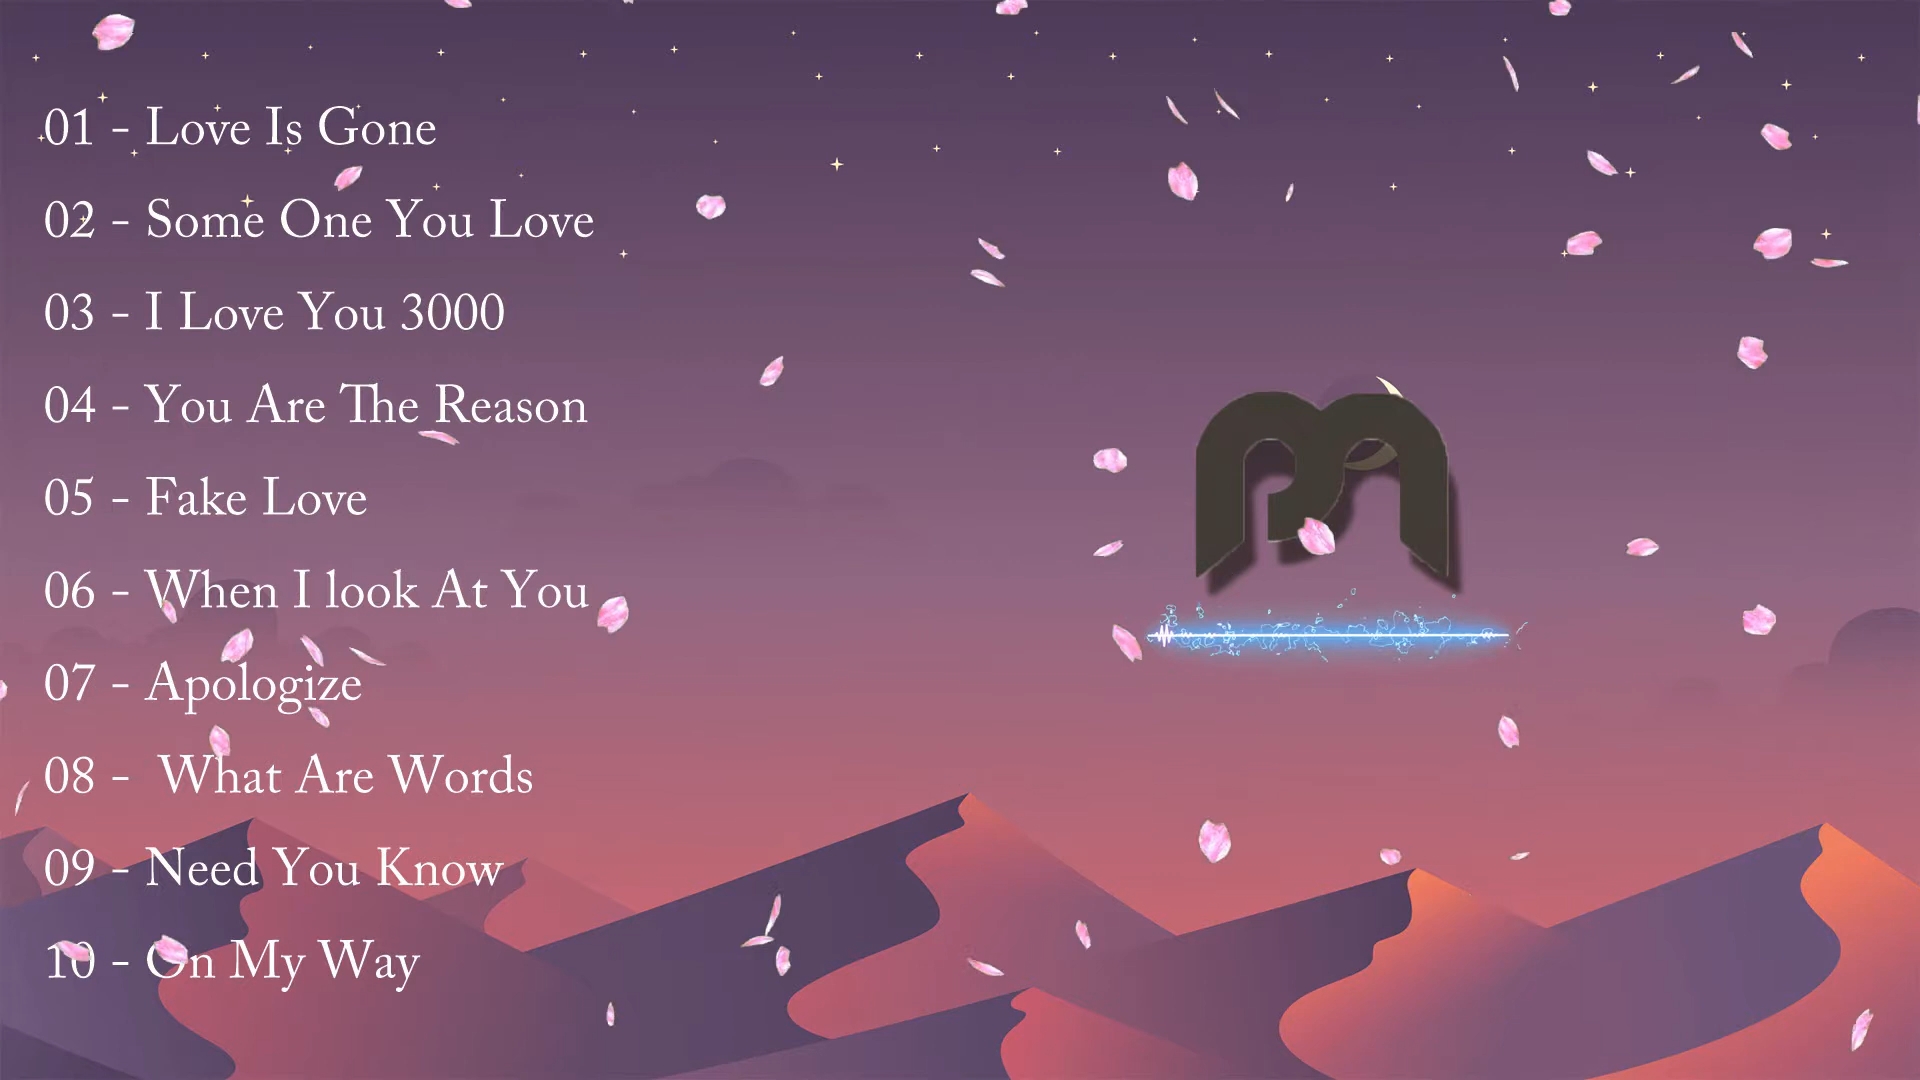 01 - Love Is Gone
02 - Some One You Love
03 - I Love You 3000
04 - You Are The Reason
05 - Fake Love
06 - When I look At You
07 - Apologize
08 -  What Are Words
09 - Need You Know
10 - On My Way